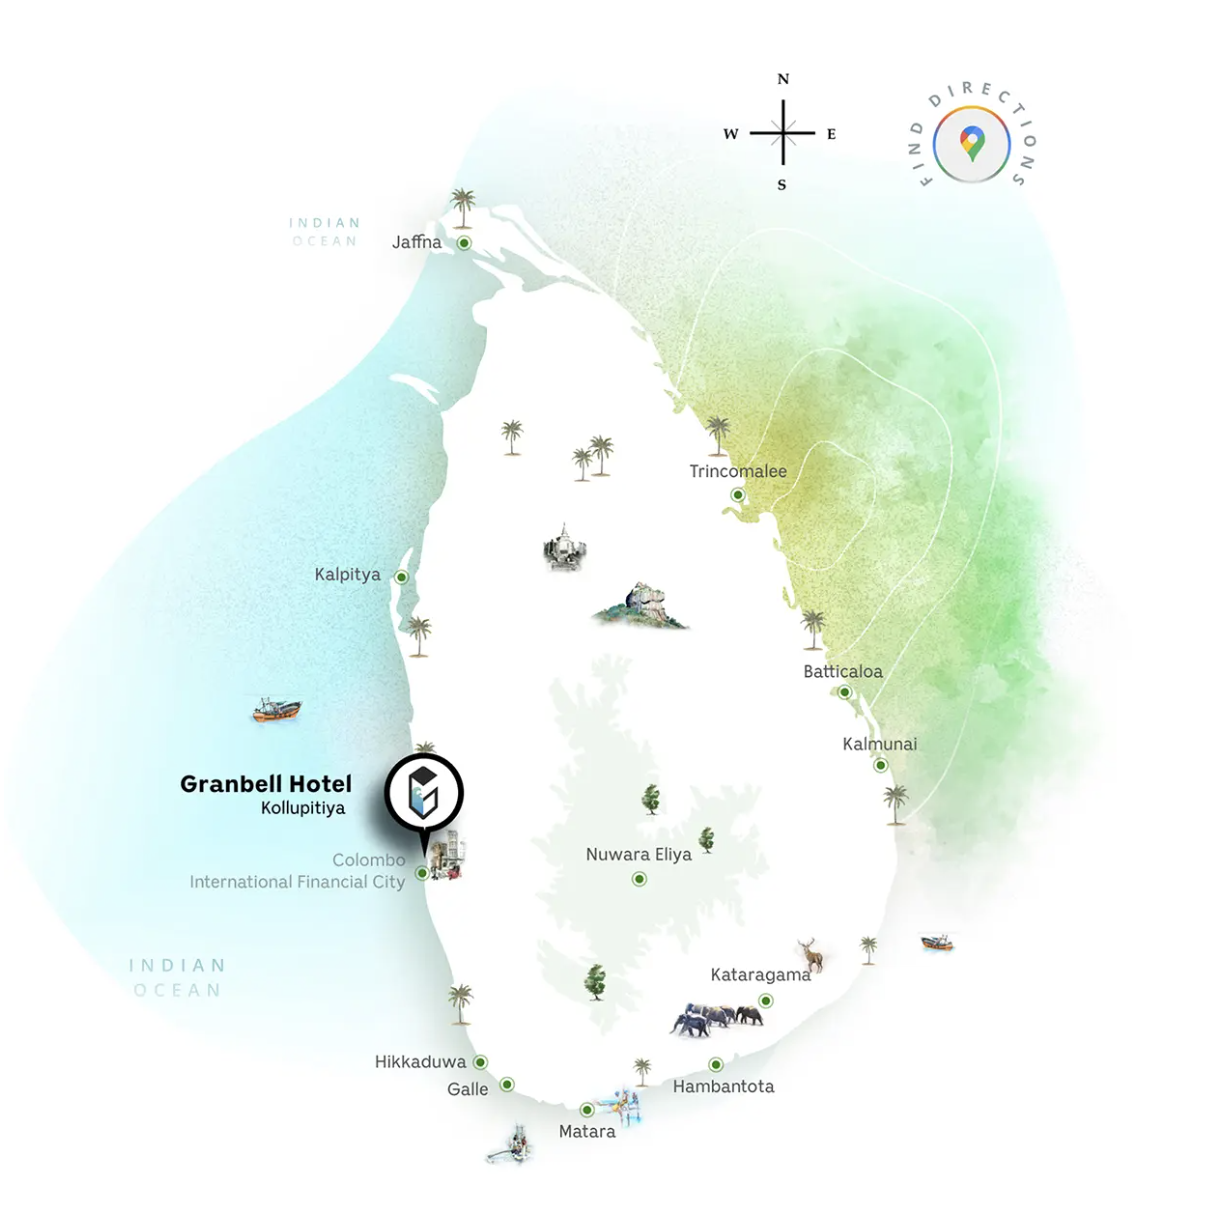 N
W
E
S
FIND DIRECTIONS
INDIAN
OCEAN
Jaffna
Trincomalee
Kalpitya
Batticaloa
Kalmunai
Granbell Hotel
Kollupitiya
Colombo
International Financial City
Nuwara Eliya
INDIAN
OCEAN
Kataragama
Hikkaduwa
Galle
Hambantota
Matara